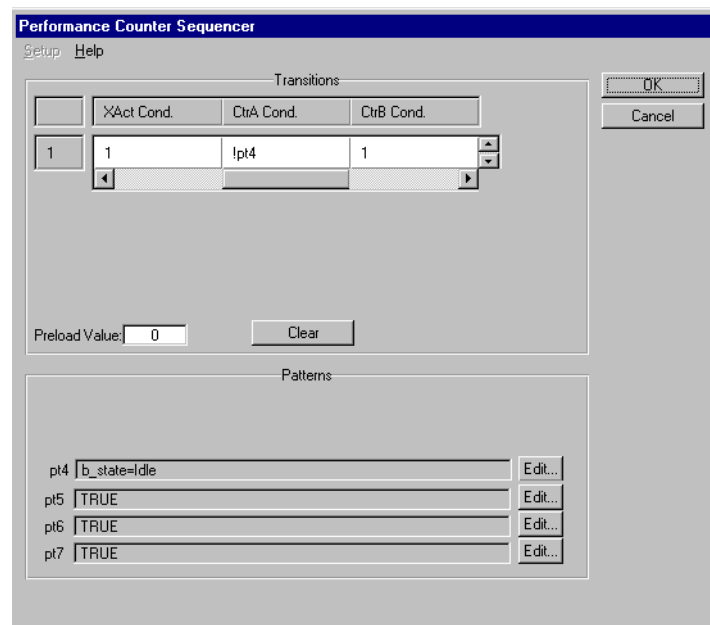 Performance Counter Sequencer
Setup Help
Transitions
OK
XAct Cond. CtrA Cond. CtrB Cond.
Cancel
1 1 !pt4 1
Preload Value: 0 Clear
Patterns
pt4 b_state=Idle Edit...
pt5 TRUE Edit...
pt6 TRUE Edit...
pt7 TRUE Edit...